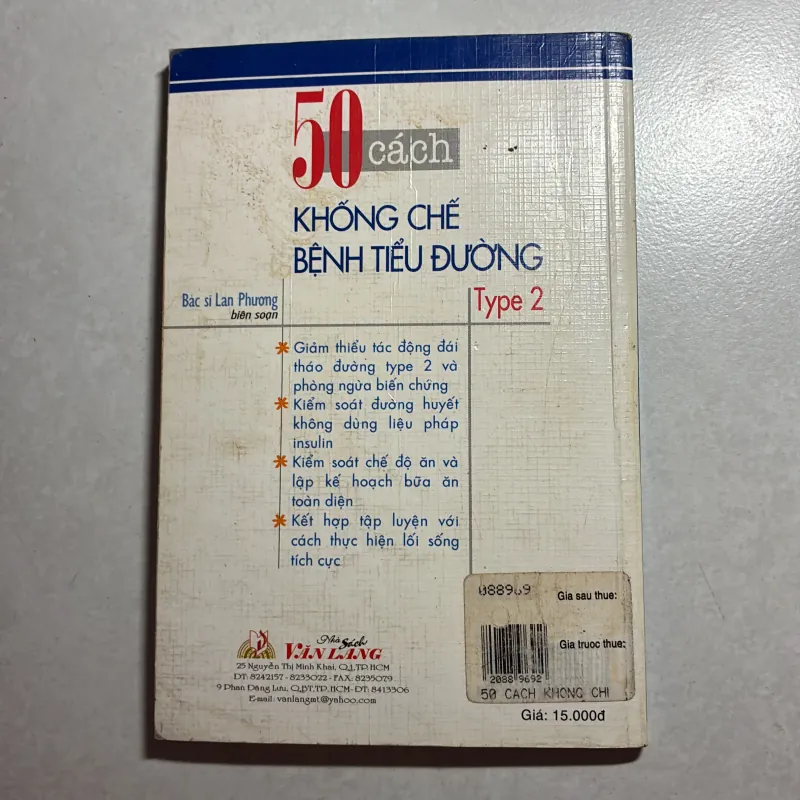 50 cách
KHỐNG CHẾ
BỆNH TIỂU ĐƯỜNG
Type 2
Bác sĩ Lan Phương
biên soạn
Giảm thiểu tác động đái
tháo đường type 2 và
phòng ngừa biến chứng
Kiểm soát đường huyết
không dùng liệu pháp
insulin
Kiểm soát chế độ ăn và
lập kế hoạch bữa ăn
toàn diện
Kết hợp tập luyện với
cách thực hiện lối sống
tích cực
Nhà Sách
VĂN LANG
25 Nguyễn Thị Minh Khai, Q.1, TP.HCM
ĐT: 8242157 - 8233022 - FAX: 8235079
9 Phan Đăng Lưu, Q.BT, TP.HCM- ĐT: 8413306
E-mail: vanlangmt@yahoo.com
088969
Gia sau thue:
Gia truoc thue:
2088 9692
50 CACH KHONG CHI
Giá: 15.000đ